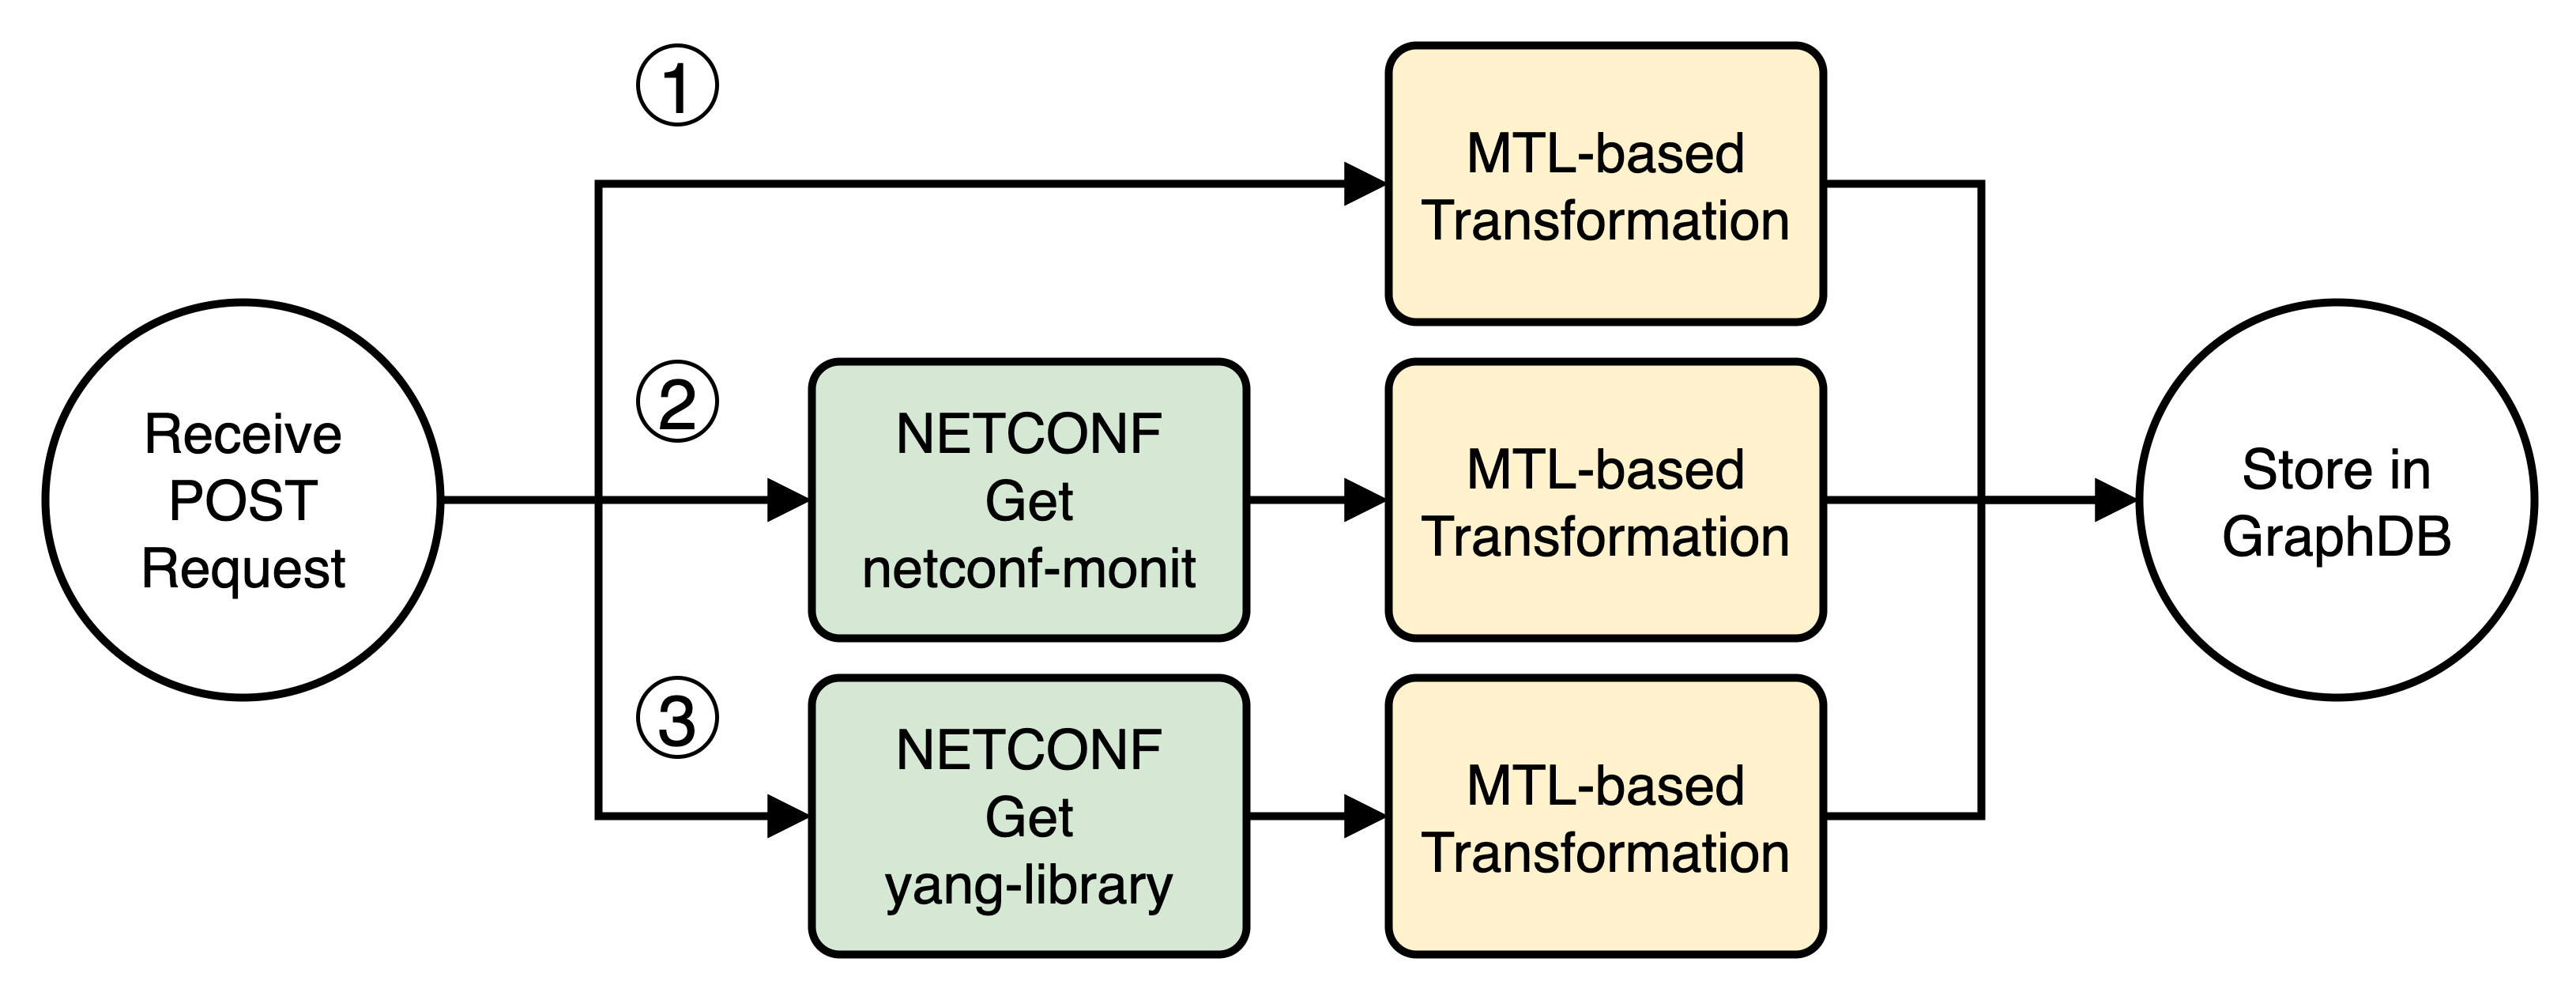 Receive
POST
Request
①
MTL-based
Transformation
②
NETCONF
Get
netconf-monit
MTL-based
Transformation
③
NETCONF
Get
yang-library
MTL-based
Transformation
Store in
GraphDB